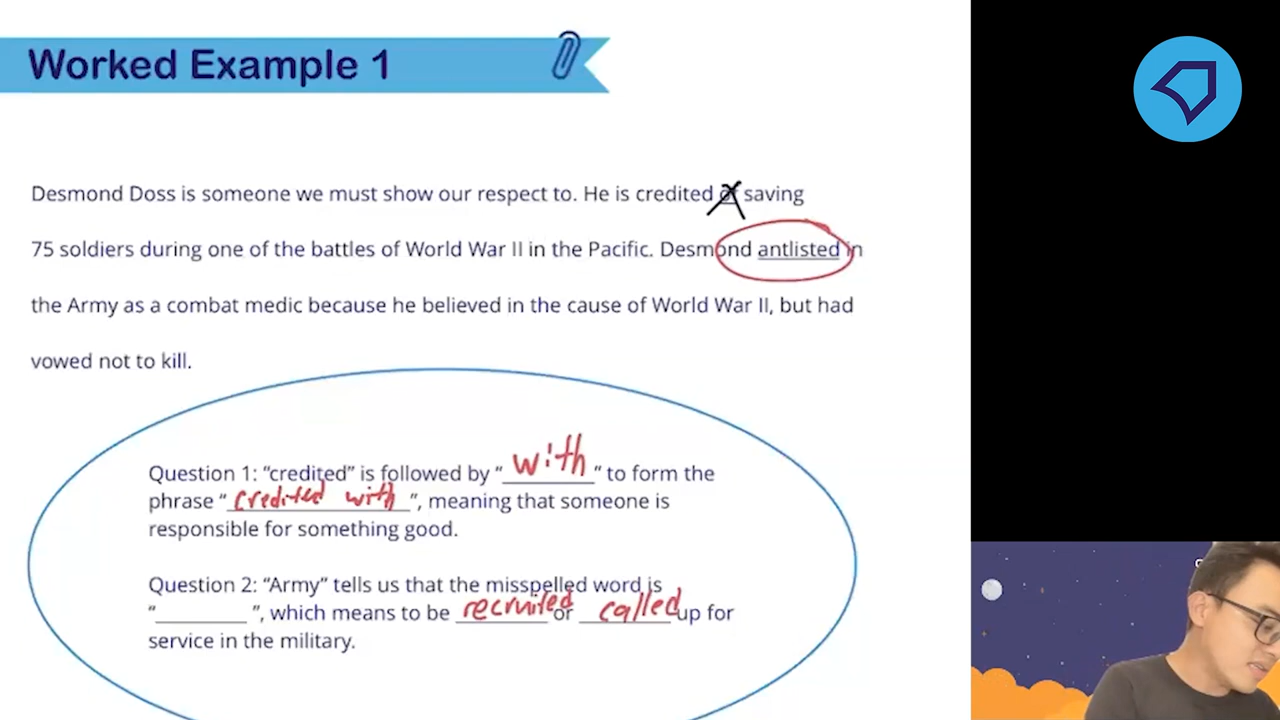 Worked Example 1
Desmond Doss is someone we must show our respect to. He is credited of saving
75 soldiers during one of the battles of World War II in the Pacific. Desmond antlisted in
the Army as a combat medic because he believed in the cause of World War II, but had
vowed not to kill.
Question 1: “credited” is followed by “ with ” to form the
phrase “ credited with ”, meaning that someone is
responsible for something good.
Question 2: “Army” tells us that the misspelled word is
“________ ”, which means to be recruited or called up for
service in the military.